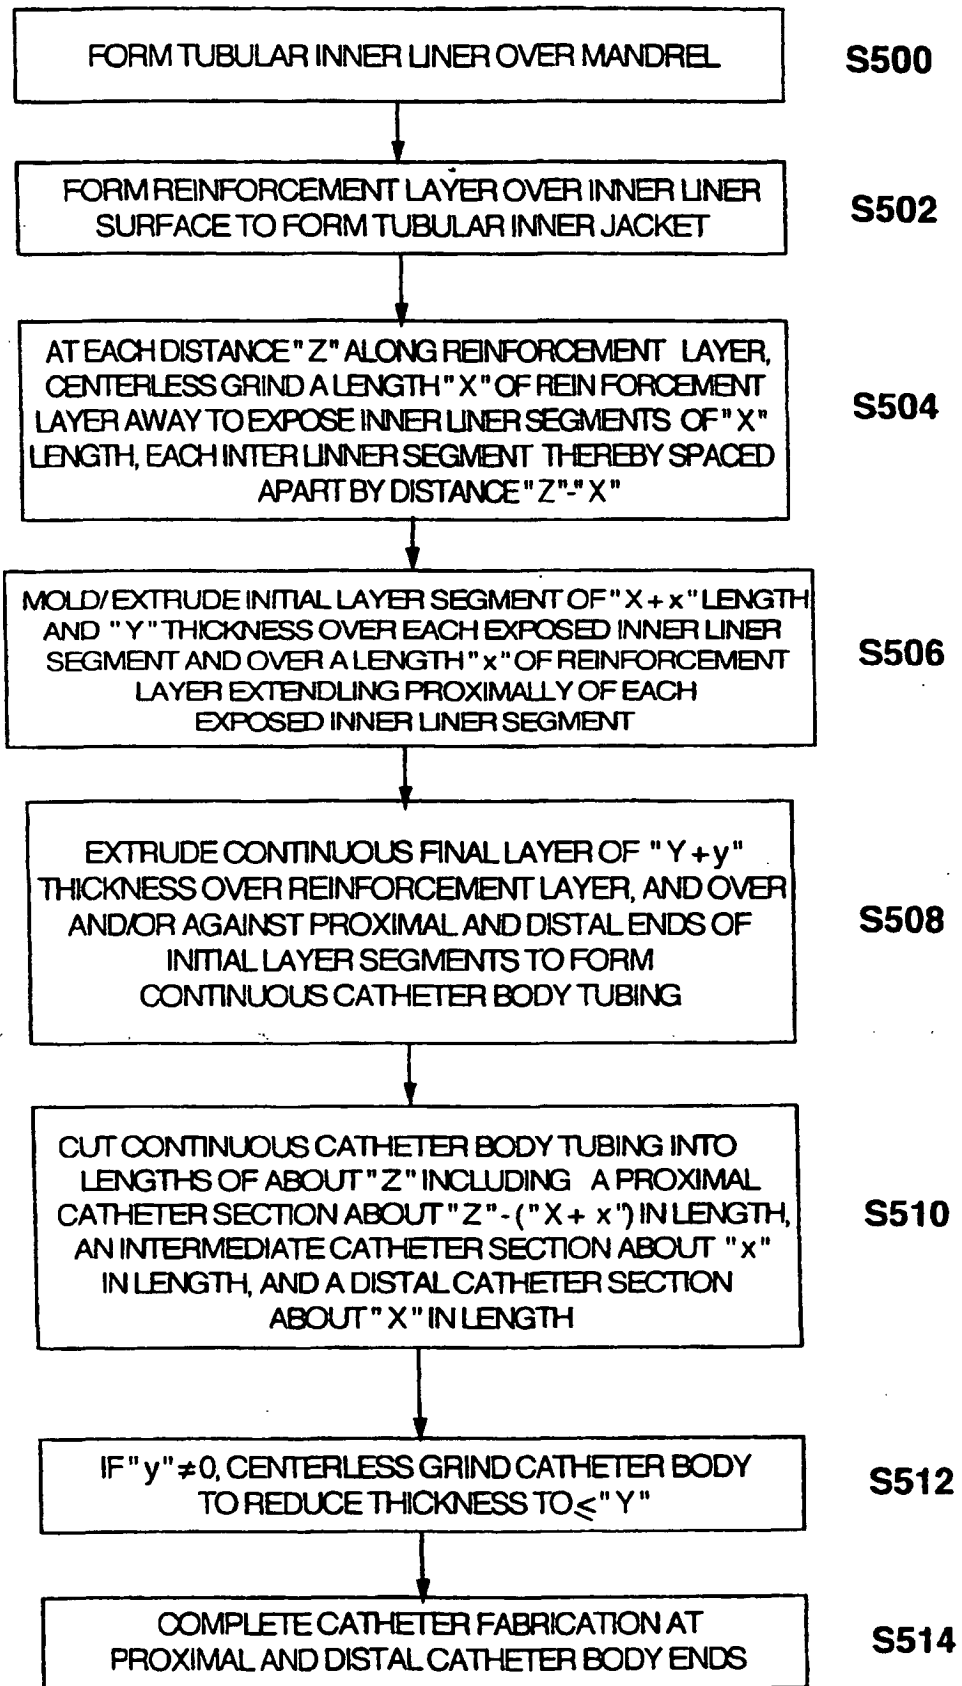 FORM TUBULAR INNER LINER OVER MANDREL
S500
FORM REINFORCEMENT LAYER OVER INNER LINER
SURFACE TO FORM TUBULAR INNER JACKET
S502
AT EACH DISTANCE "Z" ALONG REINFORCEMENT LAYER,
CENTERLESS GRIND A LENGTH "X" OF REIN FORCEMENT
LAYER AWAY TO EXPOSE INNER LINER SEGMENTS OF "X"
LENGTH, EACH INTER LINNER SEGMENT THEREBY SPACED
APART BY DISTANCE "Z"-"X"
S504
MOLD/EXTRUDE INITIAL LAYER SEGMENT OF "X + x" LENGTH
AND "Y" THICKNESS OVER EACH EXPOSED INNER LINER
SEGMENT AND OVER A LENGTH "x" OF REINFORCEMENT
LAYER EXTENDLING PROXIMALLY OF EACH
EXPOSED INNER LINER SEGMENT
S506
EXTRUDE CONTINUOUS FINAL LAYER OF "Y + y"
THICKNESS OVER REINFORCEMENT LAYER, AND OVER
AND/OR AGAINST PROXIMAL AND DISTAL ENDS OF
INITIAL LAYER SEGMENTS TO FORM
CONTINUOUS CATHETER BODY TUBING
S508
CUT CONTINUOUS CATHETER BODY TUBING INTO
LENGTHS OF ABOUT "Z" INCLUDING A PROXIMAL
CATHETER SECTION ABOUT "Z" - ("X + x") IN LENGTH,
AN INTERMEDIATE CATHETER SECTION ABOUT "x"
IN LENGTH, AND A DISTAL CATHETER SECTION
ABOUT "X" IN LENGTH
S510
IF "y" ≠ 0, CENTERLESS GRIND CATHETER BODY
TO REDUCE THICKNESS TO ≤ "Y"
S512
COMPLETE CATHETER FABRICATION AT
PROXIMAL AND DISTAL CATHETER BODY ENDS
S514